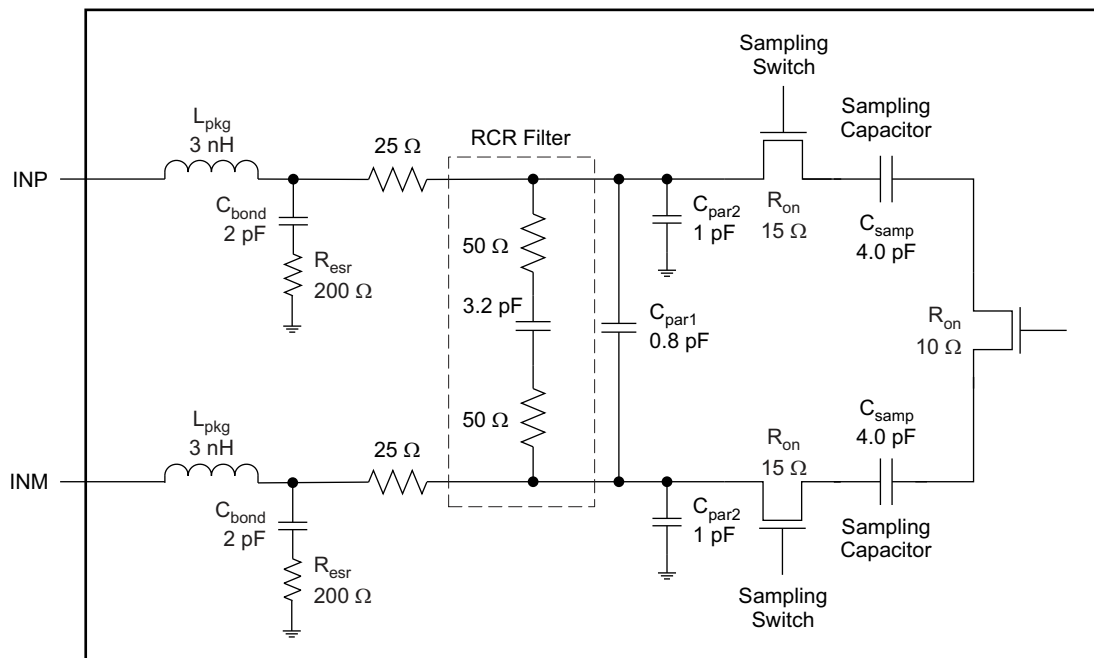 Sampling
Switch
Sampling
Capacitor
L_pkg
3 nH
25 Ω
RCR Filter
INP
C_bond
2 pF
R_esr
200 Ω
50 Ω
3.2 pF
50 Ω
C_par1
0.8 pF
C_par2
1 pF
R_on
15 Ω
C_samp
4.0 pF
R_on
10 Ω
L_pkg
3 nH
25 Ω
INM
C_bond
2 pF
R_esr
200 Ω
C_par2
1 pF
R_on
15 Ω
C_samp
4.0 pF
Sampling
Capacitor
Sampling
Switch